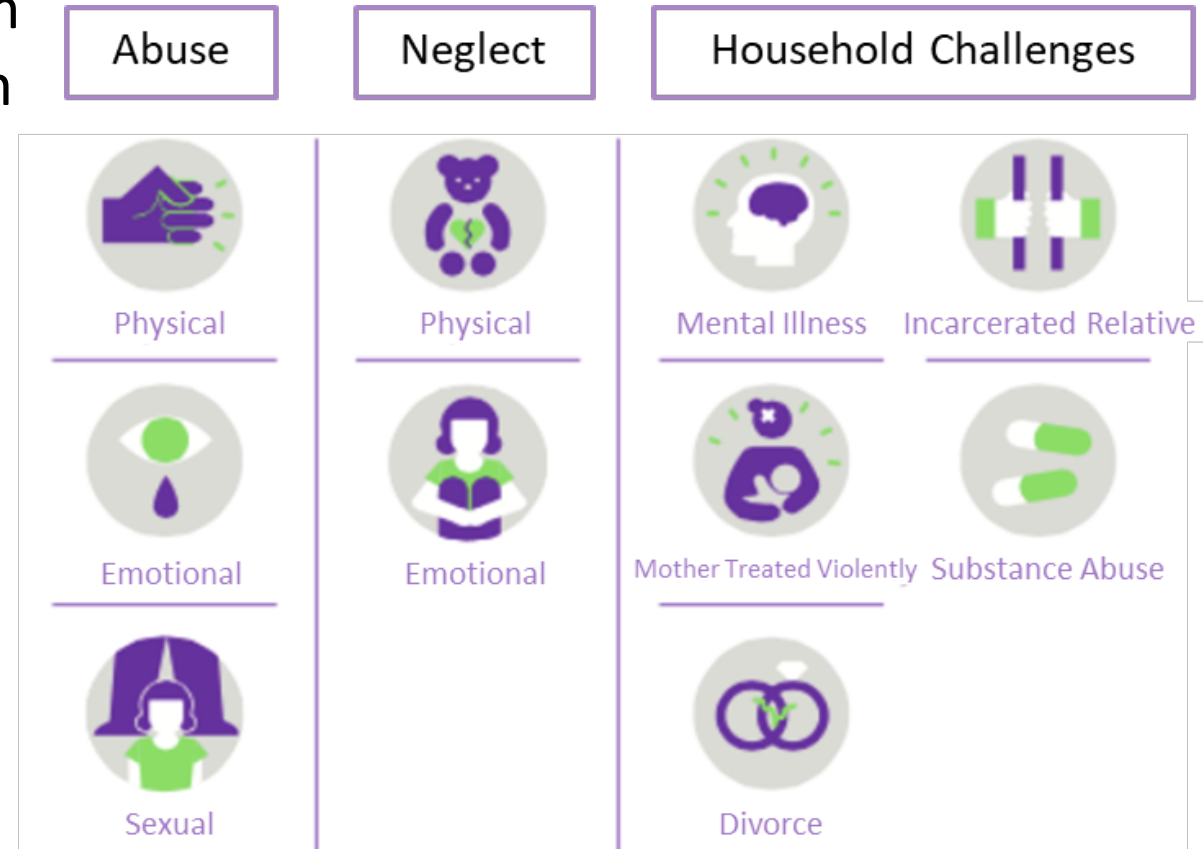 Abuse
Neglect
Household Challenges
Physical
Physical
Mental Illness
Incarcerated Relative
Emotional
Emotional
Mother Treated Violently
Substance Abuse
Sexual
Divorce